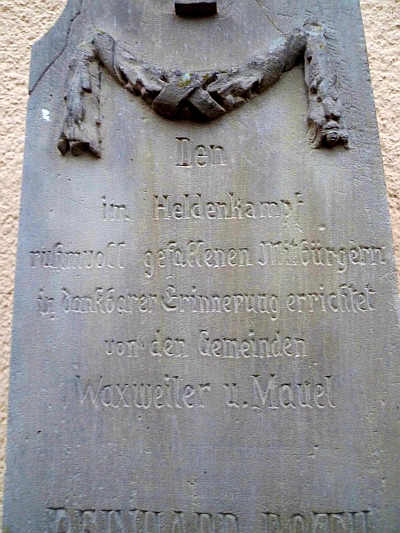 Den
im Heldenkampf
ruhmvoll gefallenen Mitbürgern
in dankbarer Erinnerung errichtet
von den Gemeinden
Waxweiler u. Mauel